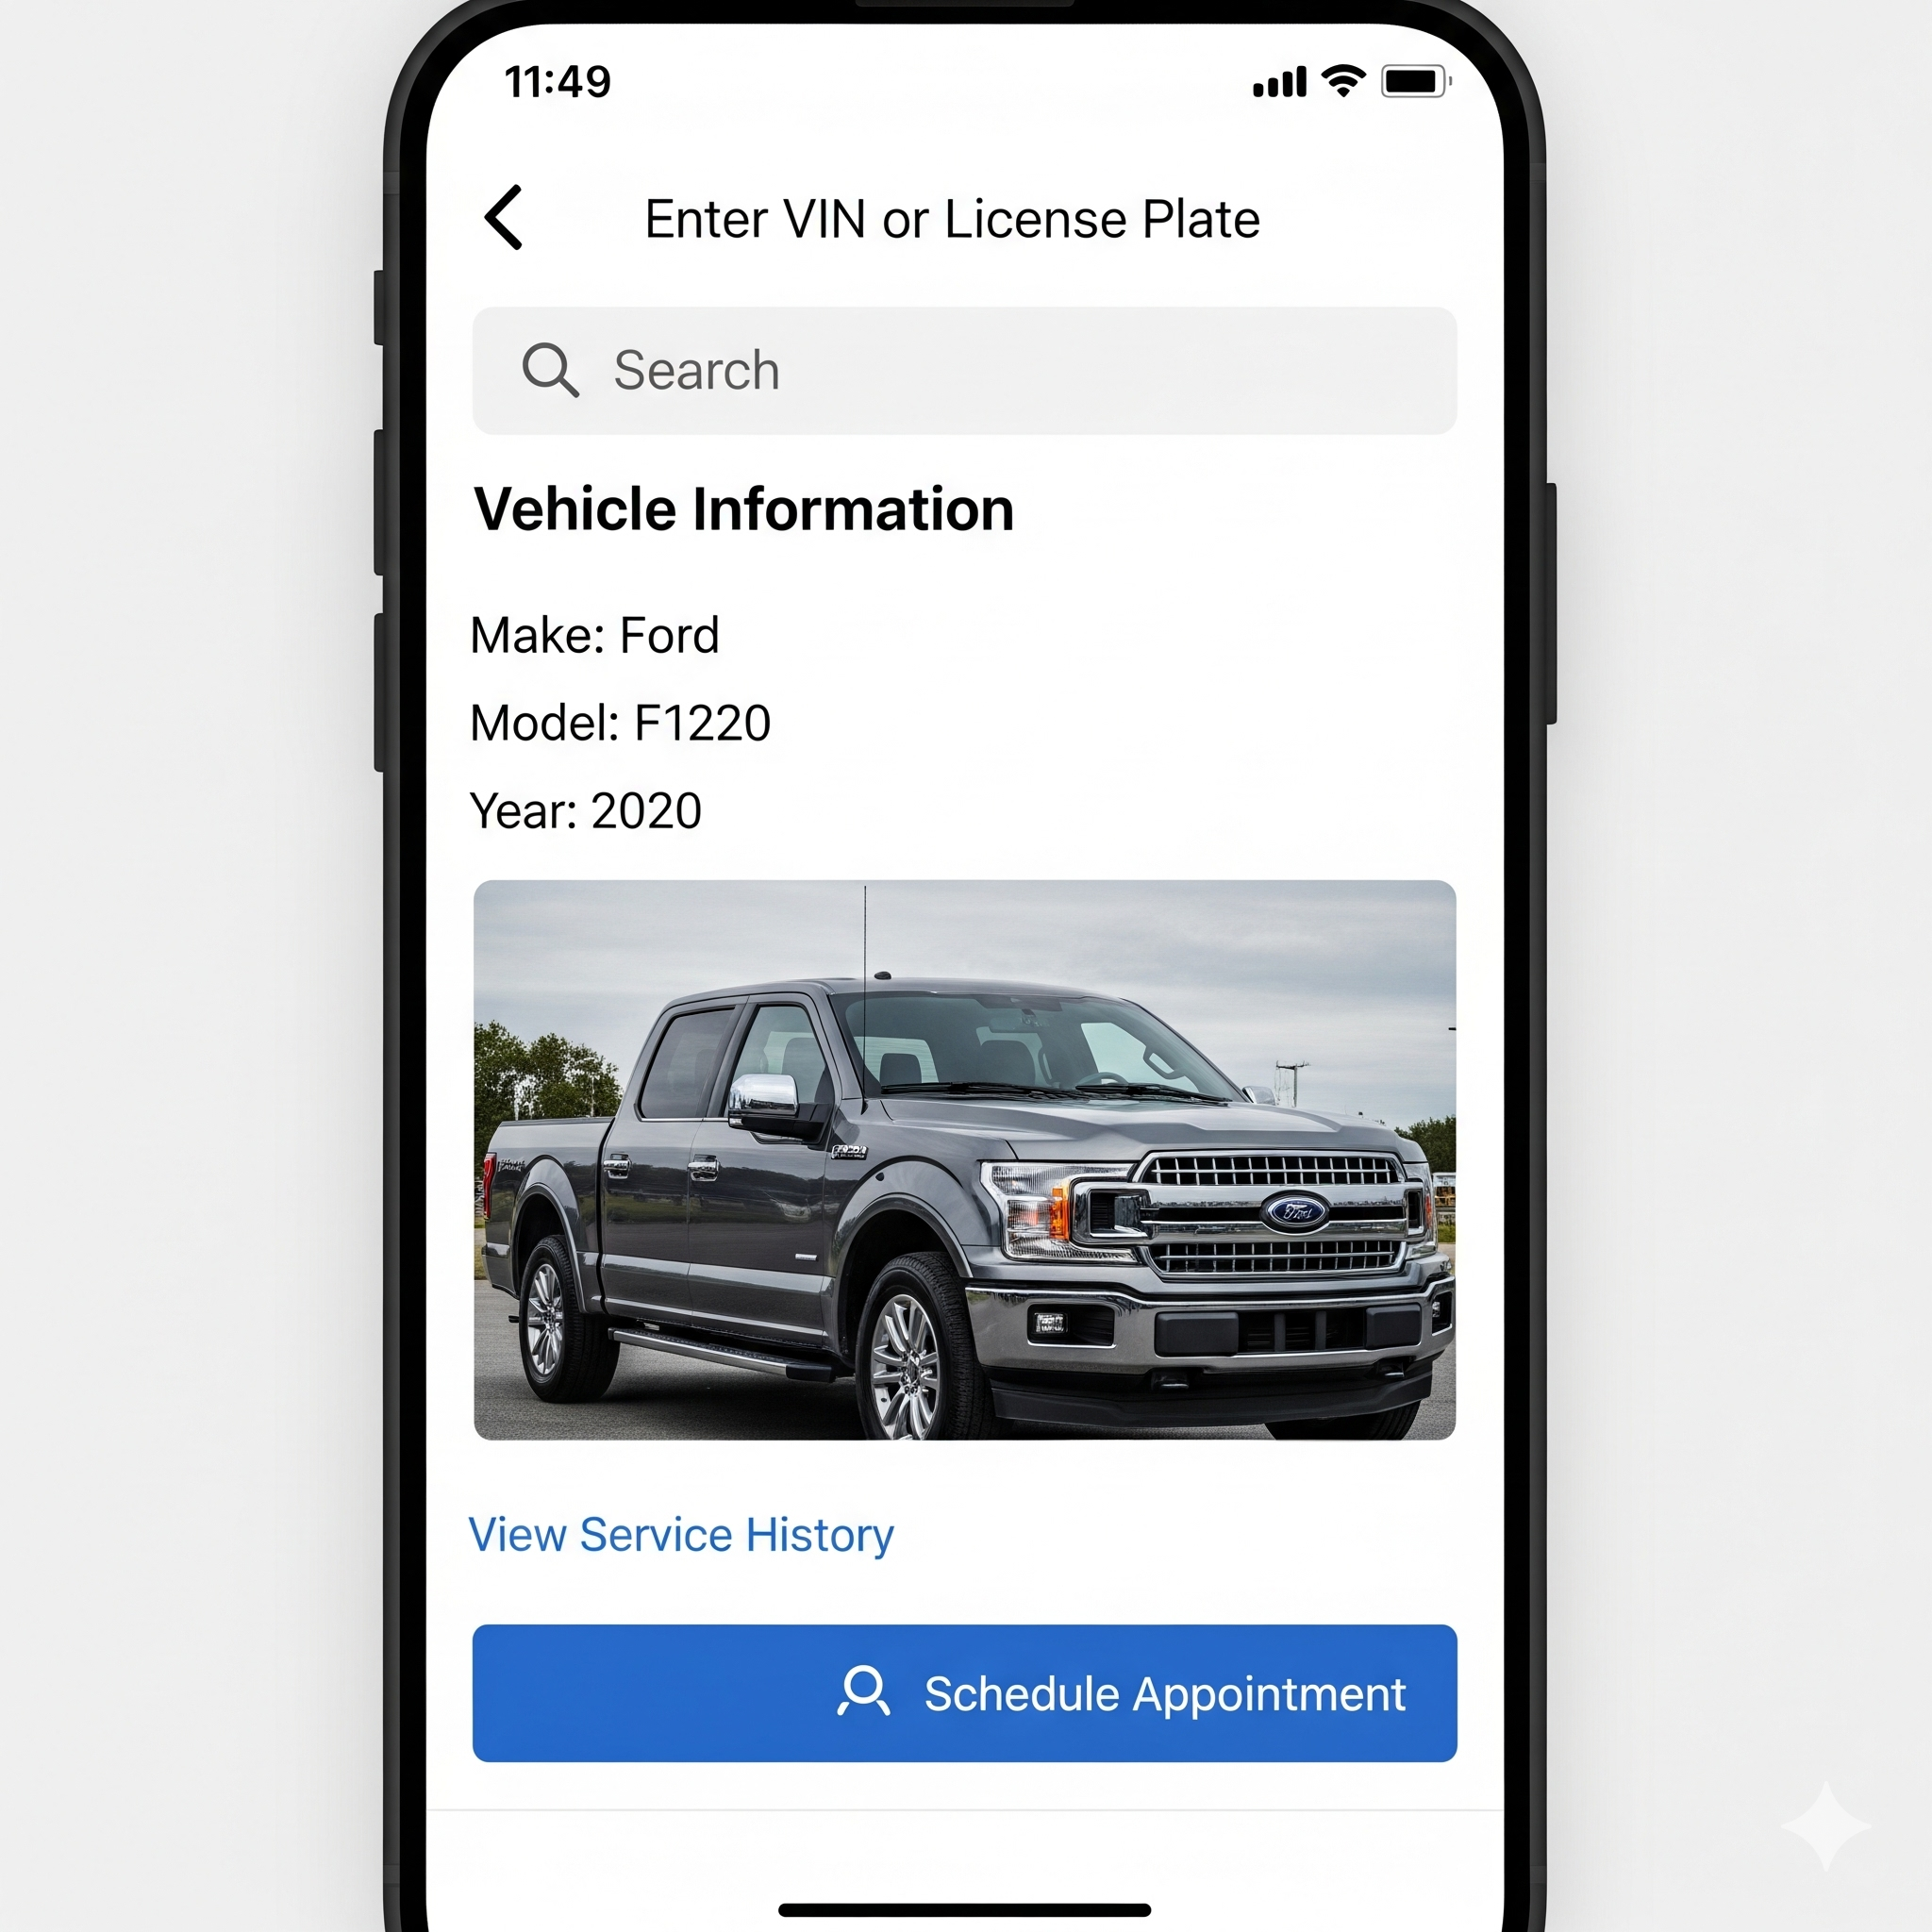 11:49
Enter VIN or License Plate
Search
Vehicle Information
Make: Ford
Model: F1220
Year: 2020
Ford
View Service History
Schedule Appointment